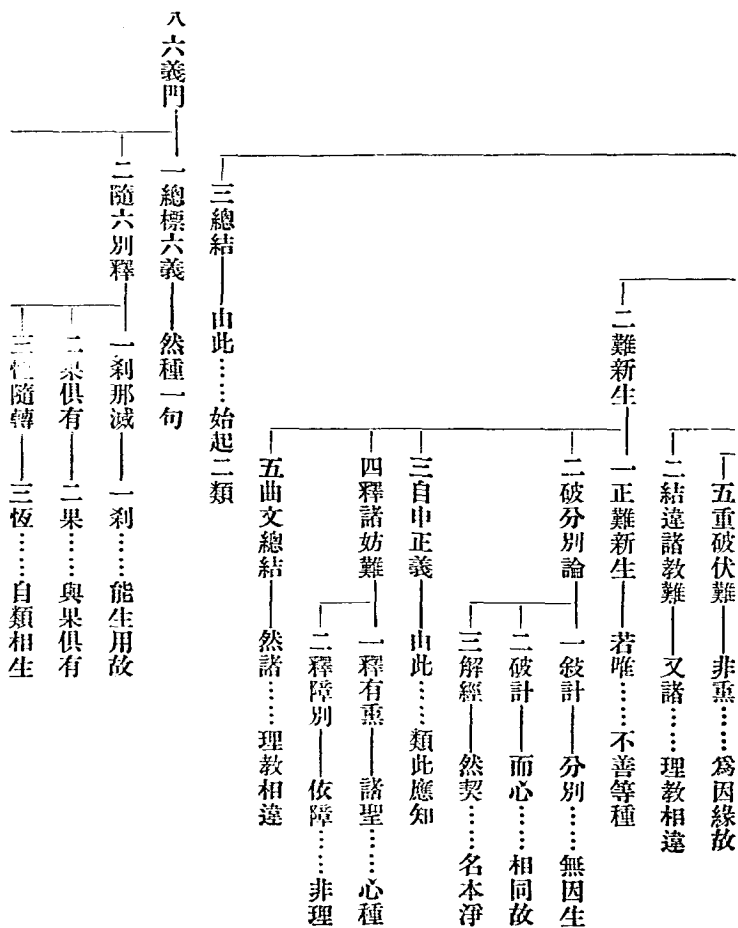 五重破伏難——非熏……爲因緣故
二結違諸教難——又諸……理教相違
二難新生——一正難新生——若唯……不善等種
二破分別論——一敍計——分別……無因生
二破計——而心……相同故
三解經——然契……名本淨
三自申正義——由此……類此應知
四釋諸妨難——一釋有熏——諸聖……心種
二釋障別——依障……非理
五曲文總結——然諸……理教相違
三總結——由此……始起二類
八六義門——一總標六義——然種一句
二隨六別釋——一剎那滅——一剎……能生用故
二果俱有——二果……與果俱有
三恆隨轉——三恆……自類相生